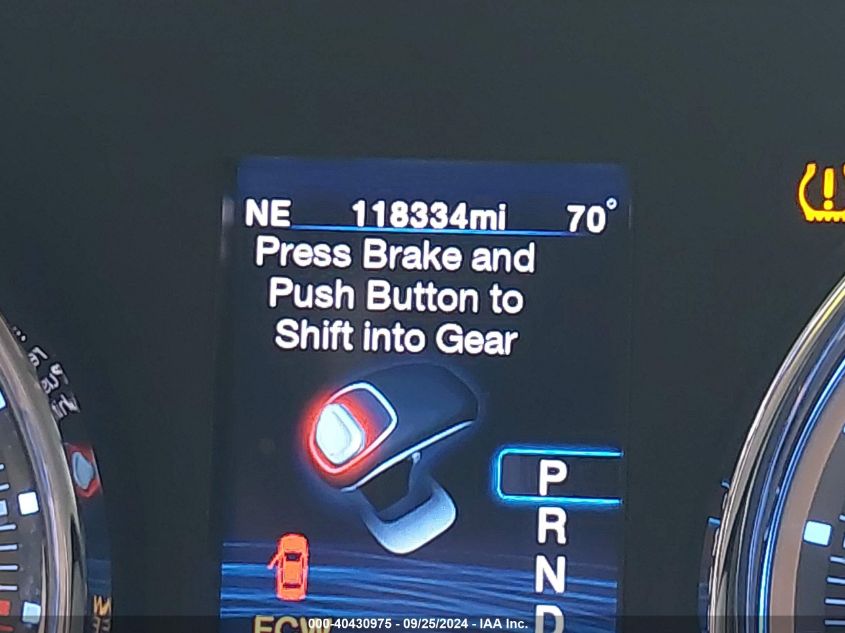 NE 118334mi 70°
Press Brake and
Push Button to
Shift into Gear
P
R
N
D
000-40430975 - 09/25/2024 - IAA Inc.